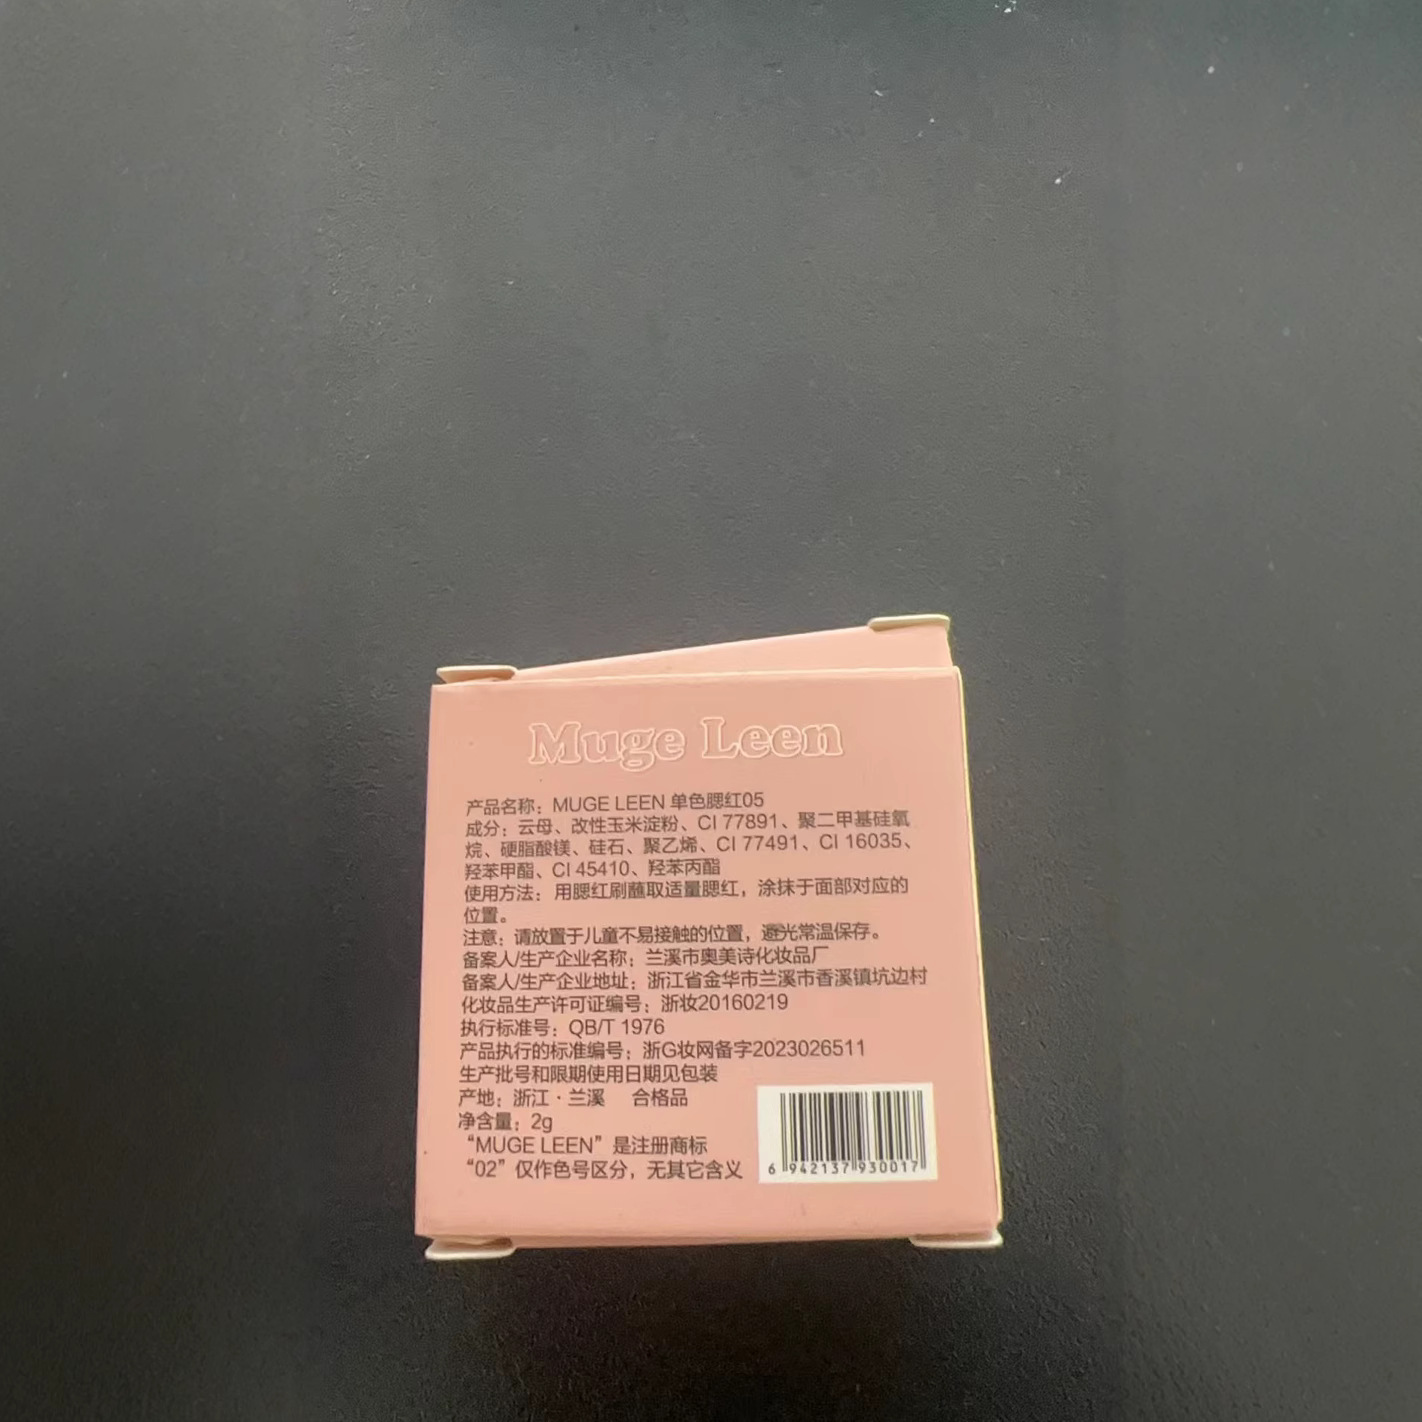 Muge Leen
产品名称：MUGE LEEN 单色腮红05
成分：云母、改性玉米淀粉、CI 77891、聚二甲基硅氧
烷、硬脂酸镁、硅石、聚乙烯、CI 77491、CI 16035、
羟苯甲酯、CI 45410、羟苯丙酯
使用方法：用腮红刷蘸取适量腮红，涂抹于面部对应的
位置。
注意：请放置于儿童不易接触的位置，避光常温保存。
备案人/生产企业名称：兰溪市奥美诗化妆品厂
备案人/生产企业地址：浙江省金华市兰溪市香溪镇坑边村
化妆品生产许可证编号：浙妆20160219
执行标准号：QB/T 1976
产品执行的标准编号：浙G妆网备字2023026511
生产批号和限期使用日期见包装
产地：浙江·兰溪 合格品
净含量：2g
“MUGE LEEN”是注册商标
“02”仅作色号区分，无其它含义
6 942137 930017